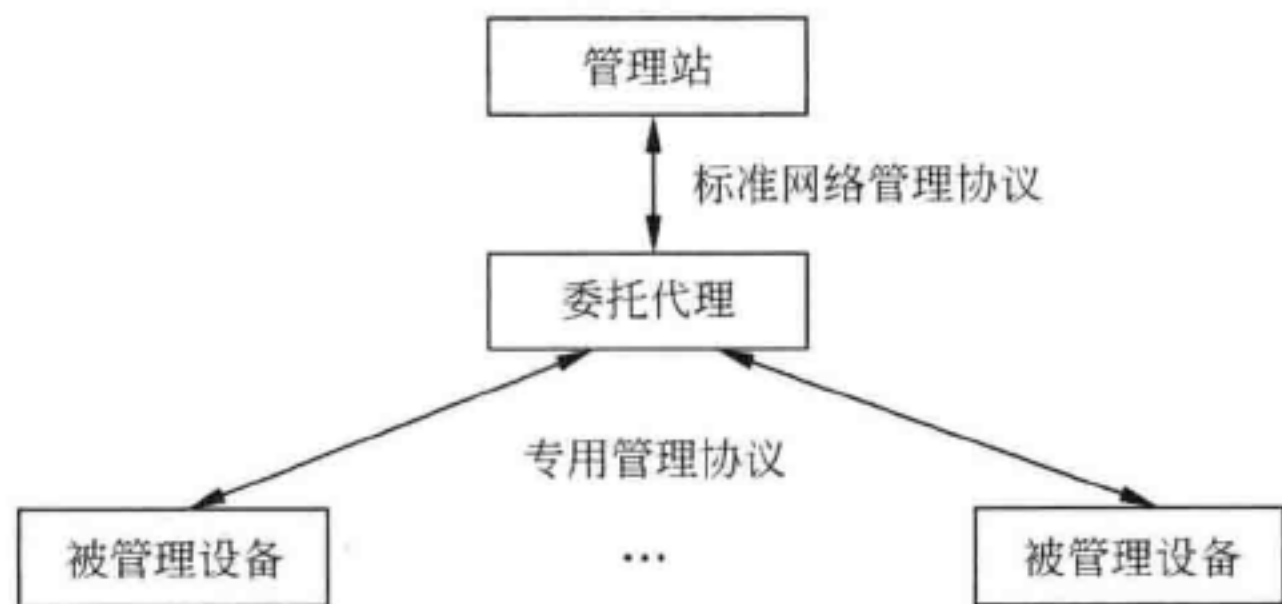 管理站
标准网络管理协议
委托代理
专用管理协议
被管理设备
…
被管理设备